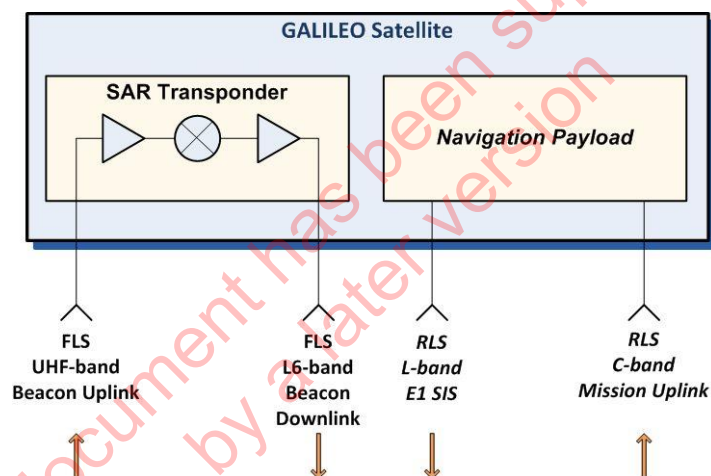 GALILEO Satellite
SAR Transponder
Navigation Payload
FLS
UHF-band
Beacon Uplink
FLS
L6-band
Beacon
Downlink
RLS
L-band
E1 SIS
RLS
C-band
Mission Uplink
document has been
by a later version